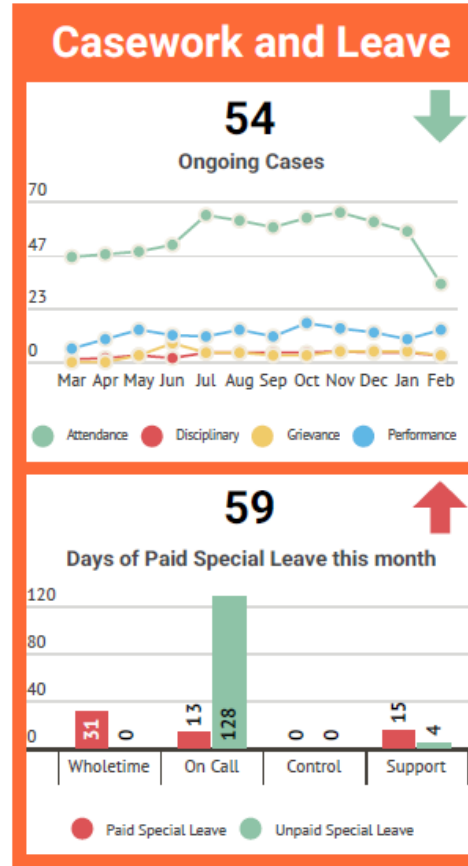 Casework and Leave
54
Ongoing Cases
70
47
23
0
Mar Apr May Jun Jul Aug Sep Oct Nov Dec Jan Feb
Attendance Disciplinary Grievance Performance
59
Days of Paid Special Leave this month
120
80
40
0
31 0 13 128 0 0 15 4
Wholetime On Call Control Support
Paid Special Leave Unpaid Special Leave